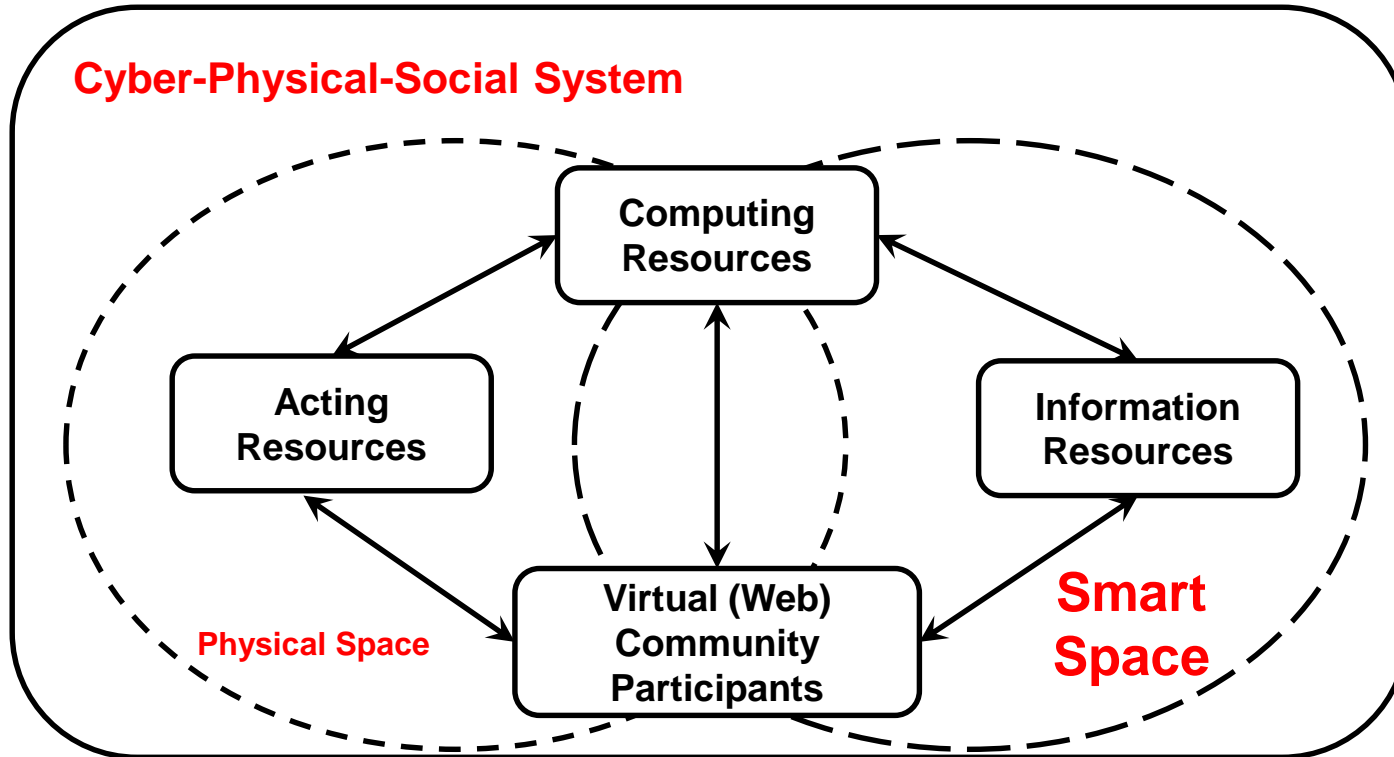 Cyber-Physical-Social System
Computing
Resources
Acting
Resources
Information
Resources
Virtual (Web)
Community
Participants
Physical Space
Smart
Space